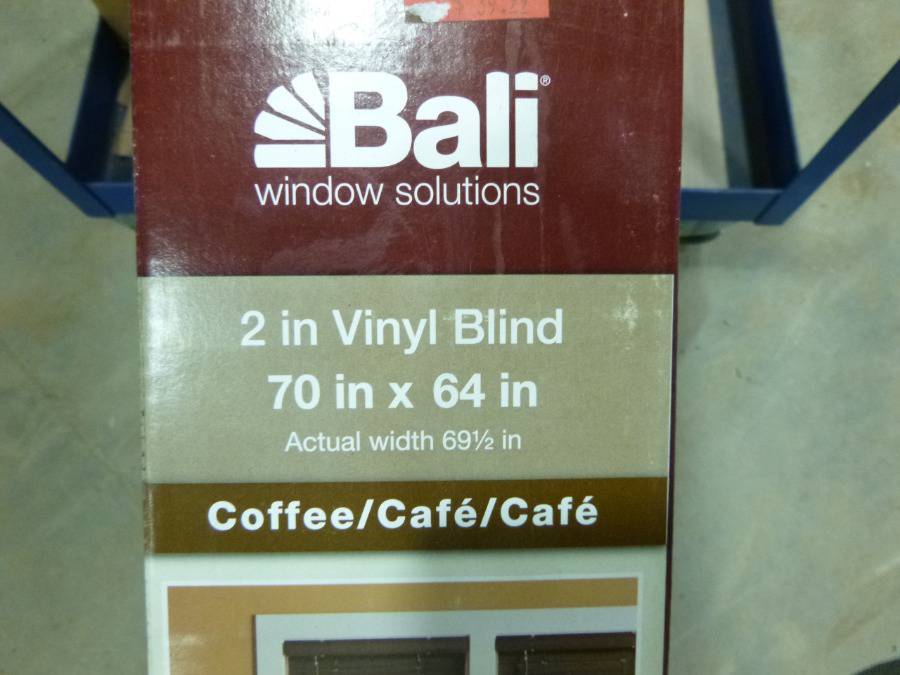 Bali®
window solutions
2 in Vinyl Blind
70 in x 64 in
Actual width 69½ in
Coffee/Café/Café